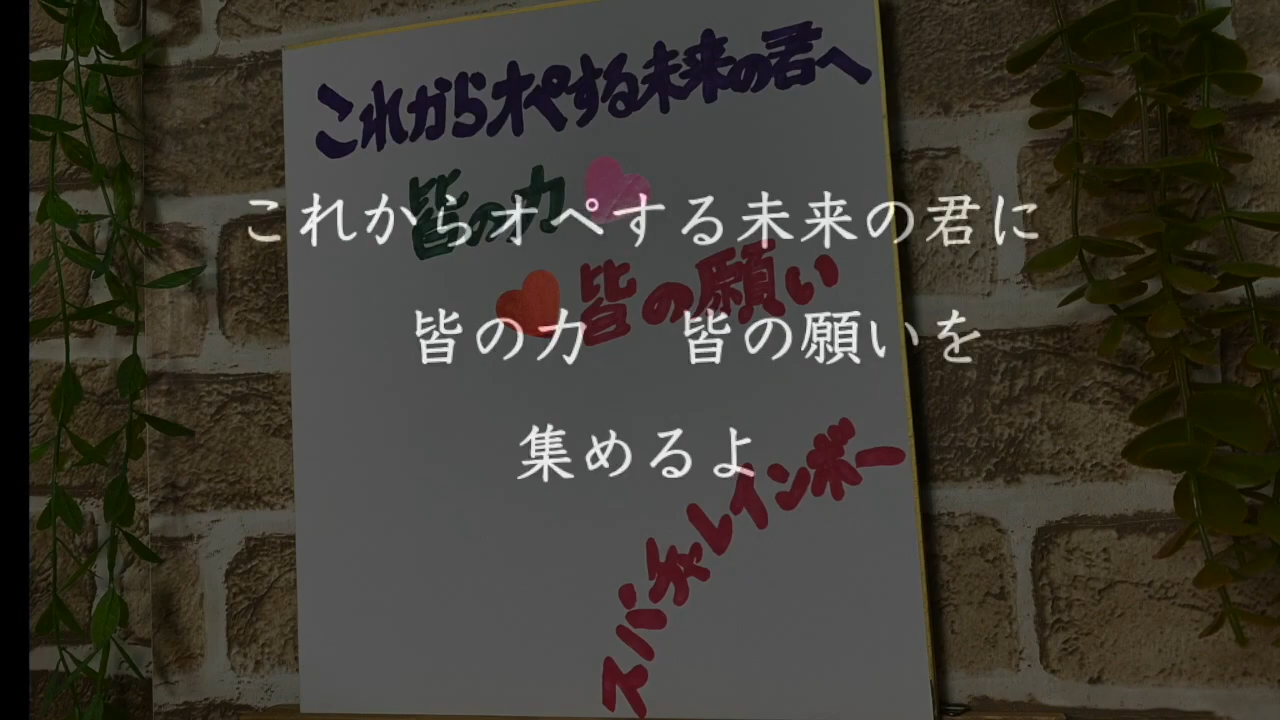 これからオペする未来の君へ
皆の力
これからオペする未来の君に
皆の願い
皆の力　皆の願いを
集めるよ
スパチャレインボー